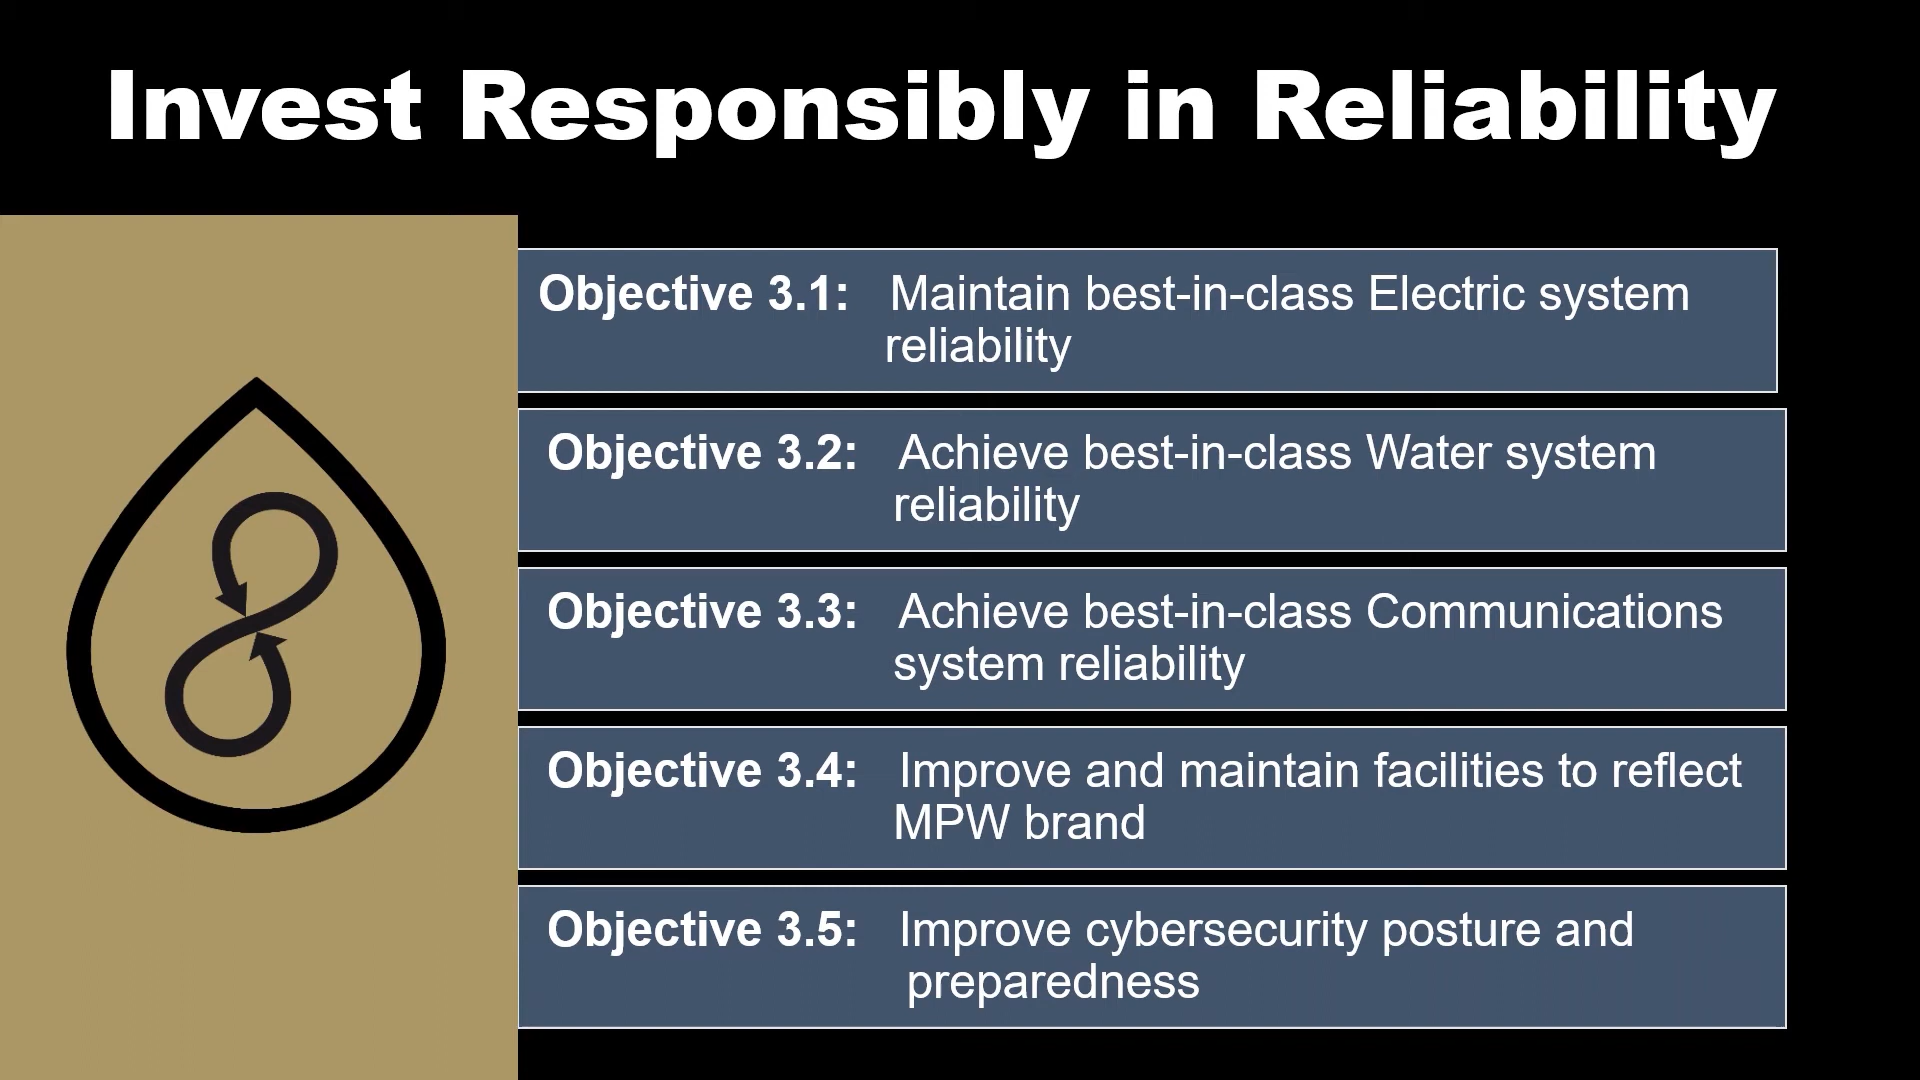 Invest Responsibly in Reliability
Objective 3.1: Maintain best-in-class Electric system
reliability
Objective 3.2: Achieve best-in-class Water system
reliability
Objective 3.3: Achieve best-in-class Communications
system reliability
Objective 3.4: Improve and maintain facilities to reflect
MPW brand
Objective 3.5: Improve cybersecurity posture and
preparedness